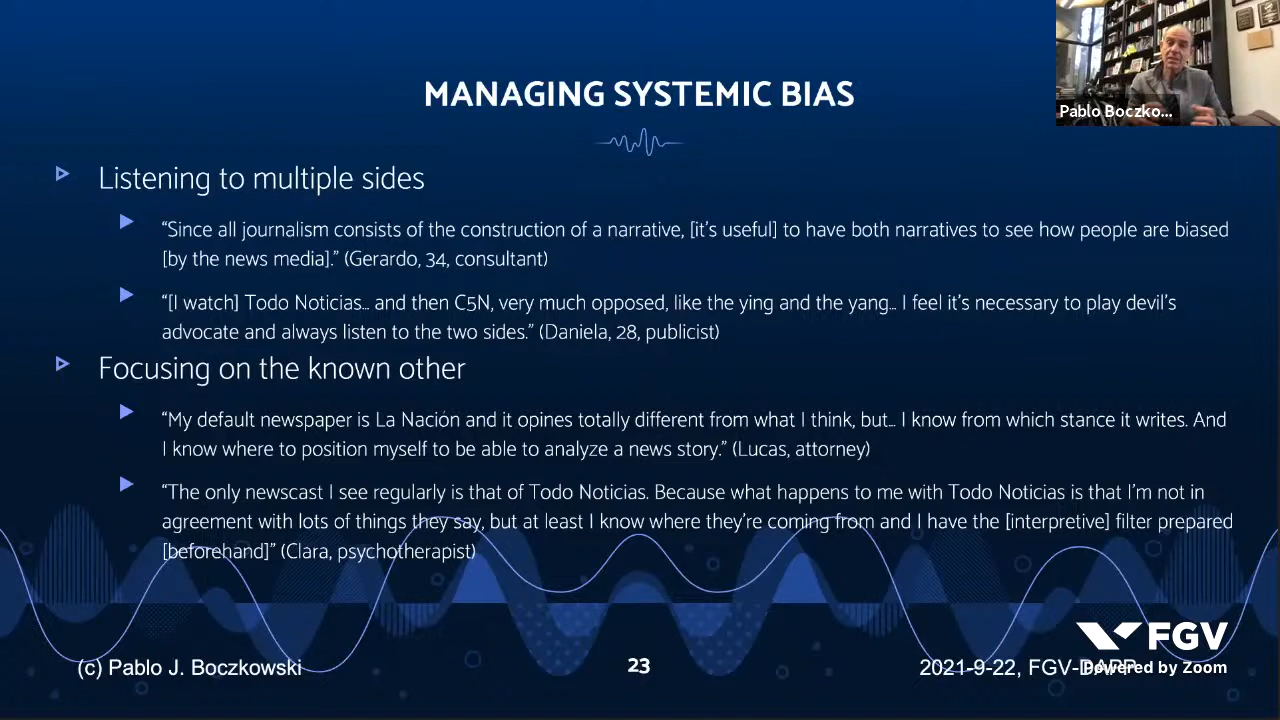 Pablo Boczko...
MANAGING SYSTEMIC BIAS
Listening to multiple sides
“Since all journalism consists of the construction of a narrative, [it’s useful] to have both narratives to see how people are biased
[by the news media].” (Gerardo, 34, consultant)
“[I watch] Todo Noticias… and then C5N, very much opposed, like the ying and the yang… I feel it’s necessary to play devil’s
advocate and always listen to the two sides.” (Daniela, 28, publicist)
Focusing on the known other
“My default newspaper is La Nación and it opines totally different from what I think, but… I know from which stance it writes. And
I know where to position myself to be able to analyze a news story.” (Lucas, attorney)
“The only newscast I see regularly is that of Todo Noticias. Because what happens to me with Todo Noticias is that I’m not in
agreement with lots of things they say, but at least I know where they’re coming from and I have the [interpretive] filter prepared
[beforehand]” (Clara, psychotherapist)
FGV
(c) Pablo J. Boczkowski
23
2021-9-22, FGV-DAPP
Powered by Zoom